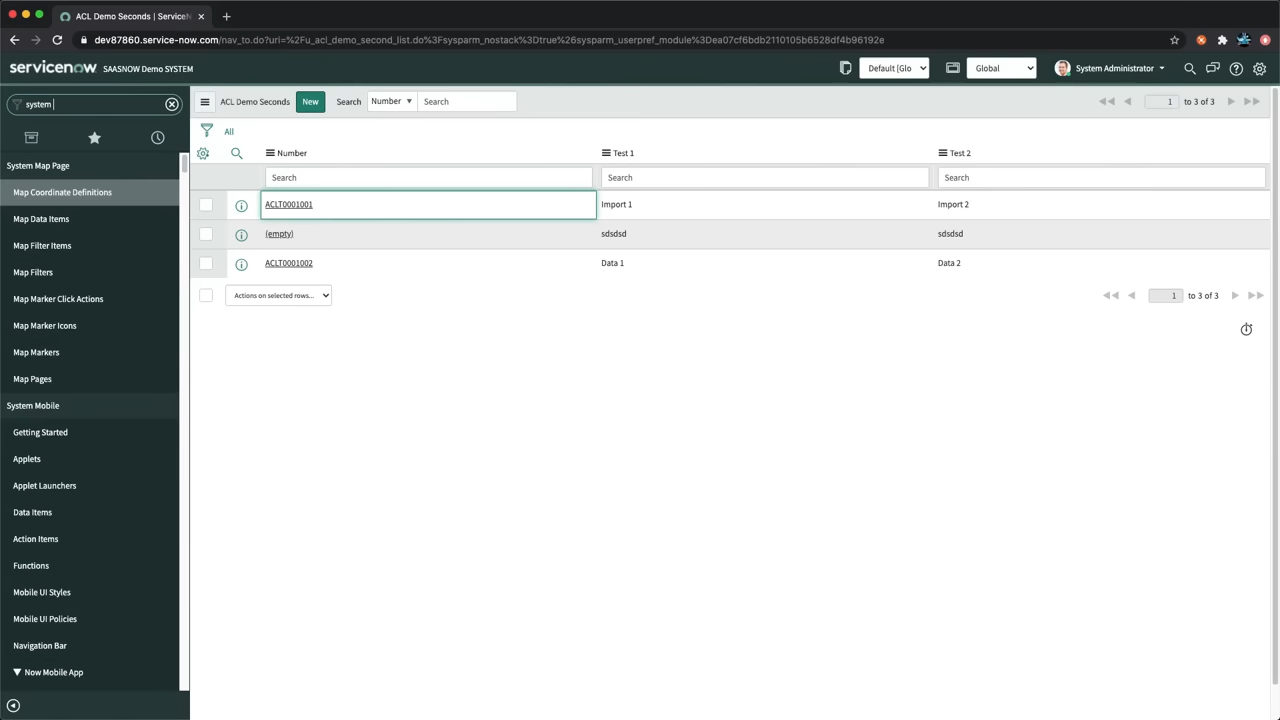 ACL Demo Seconds | ServiceN
dev87860.service-now.com/nav_to.do?uri=%2Fu_acl_demo_second_list.do%3Fsysparm_nostack%3Dtrue%26sysparm_userpref_module%3Dea07cf6bdb2110105b6528df4b96192e
servicenow SAASNOW Demo SYSTEM
Default [Glo
Global
System Administrator
system
ACL Demo Seconds
New
Search
Number
Search
1 to 3 of 3
All
Number
Test 1
Test 2
Search
Search
Search
ACLT0001001
Import 1
Import 2
(empty)
sdsdsd
sdsdsd
ACLT0001002
Data 1
Data 2
Actions on selected rows...
1 to 3 of 3
System Map Page
Map Coordinate Definitions
Map Data Items
Map Filter Items
Map Filters
Map Marker Click Actions
Map Marker Icons
Map Markers
Map Pages
System Mobile
Getting Started
Applets
Applet Launchers
Data Items
Action Items
Functions
Mobile UI Styles
Mobile UI Policies
Navigation Bar
Now Mobile App